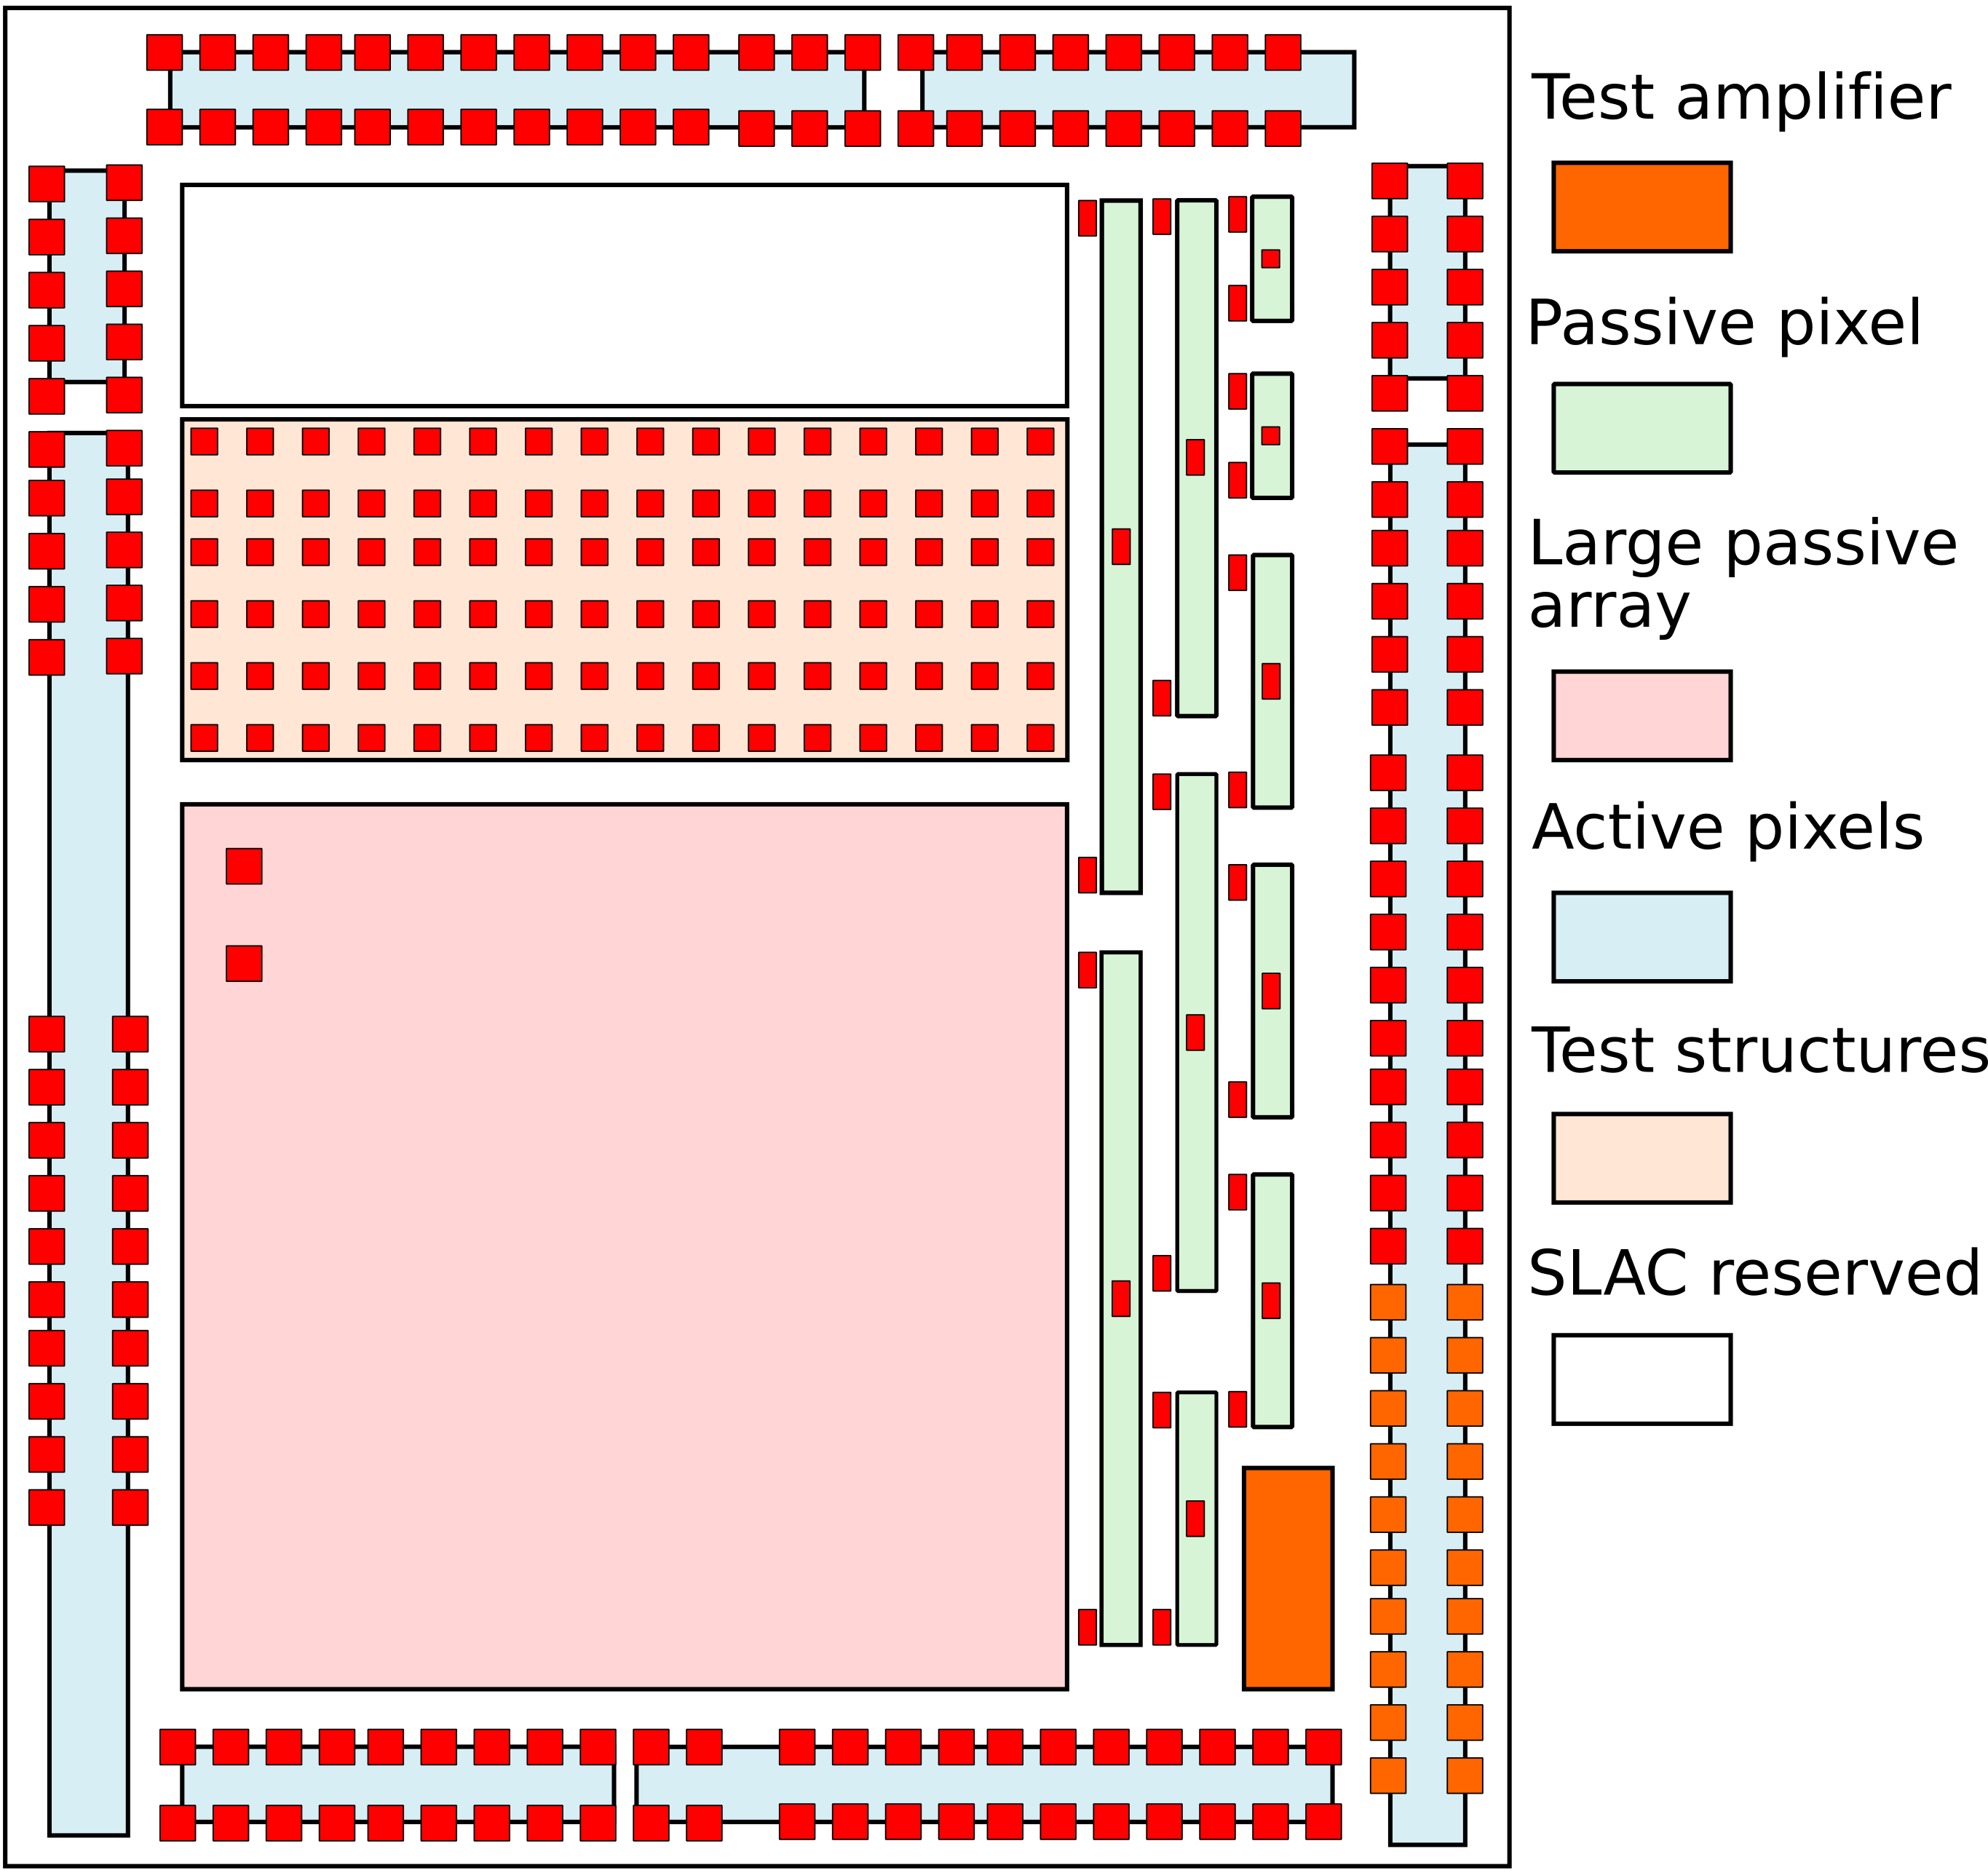 Test amplifier
Passive pixel
Large passive
array
Active pixels
Test structures
SLAC reserved